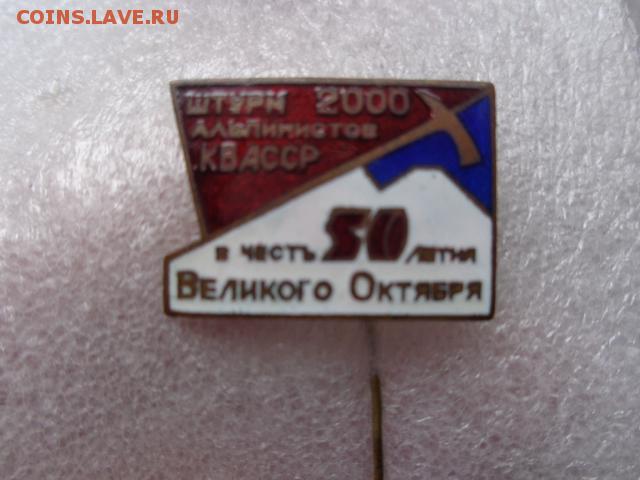 COINS.LAVE.RU
ШТУРМ 2000
АЛЬПИНИСТОВ
КБАССР
В ЧЕСТЬ 50 ЛЕТИЯ
ВЕЛИКОГО ОКТЯБРЯ